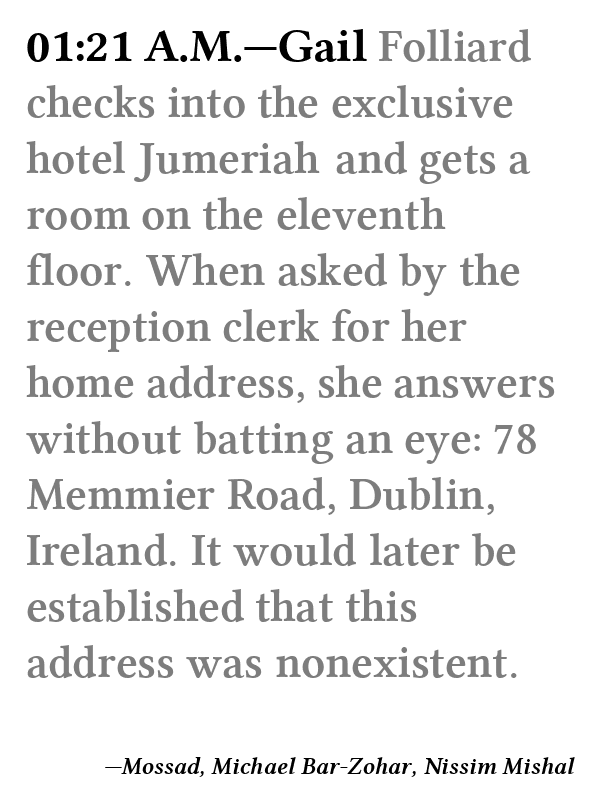 01:21 A.M.—Gail Folliard
checks into the exclusive
hotel Jumeriah and gets a
room on the eleventh
floor. When asked by the
reception clerk for her
home address, she answers
without batting an eye: 78
Memmier Road, Dublin,
Ireland. It would later be
established that this
address was nonexistent.
—Mossad, Michael Bar-Zohar, Nissim Mishal